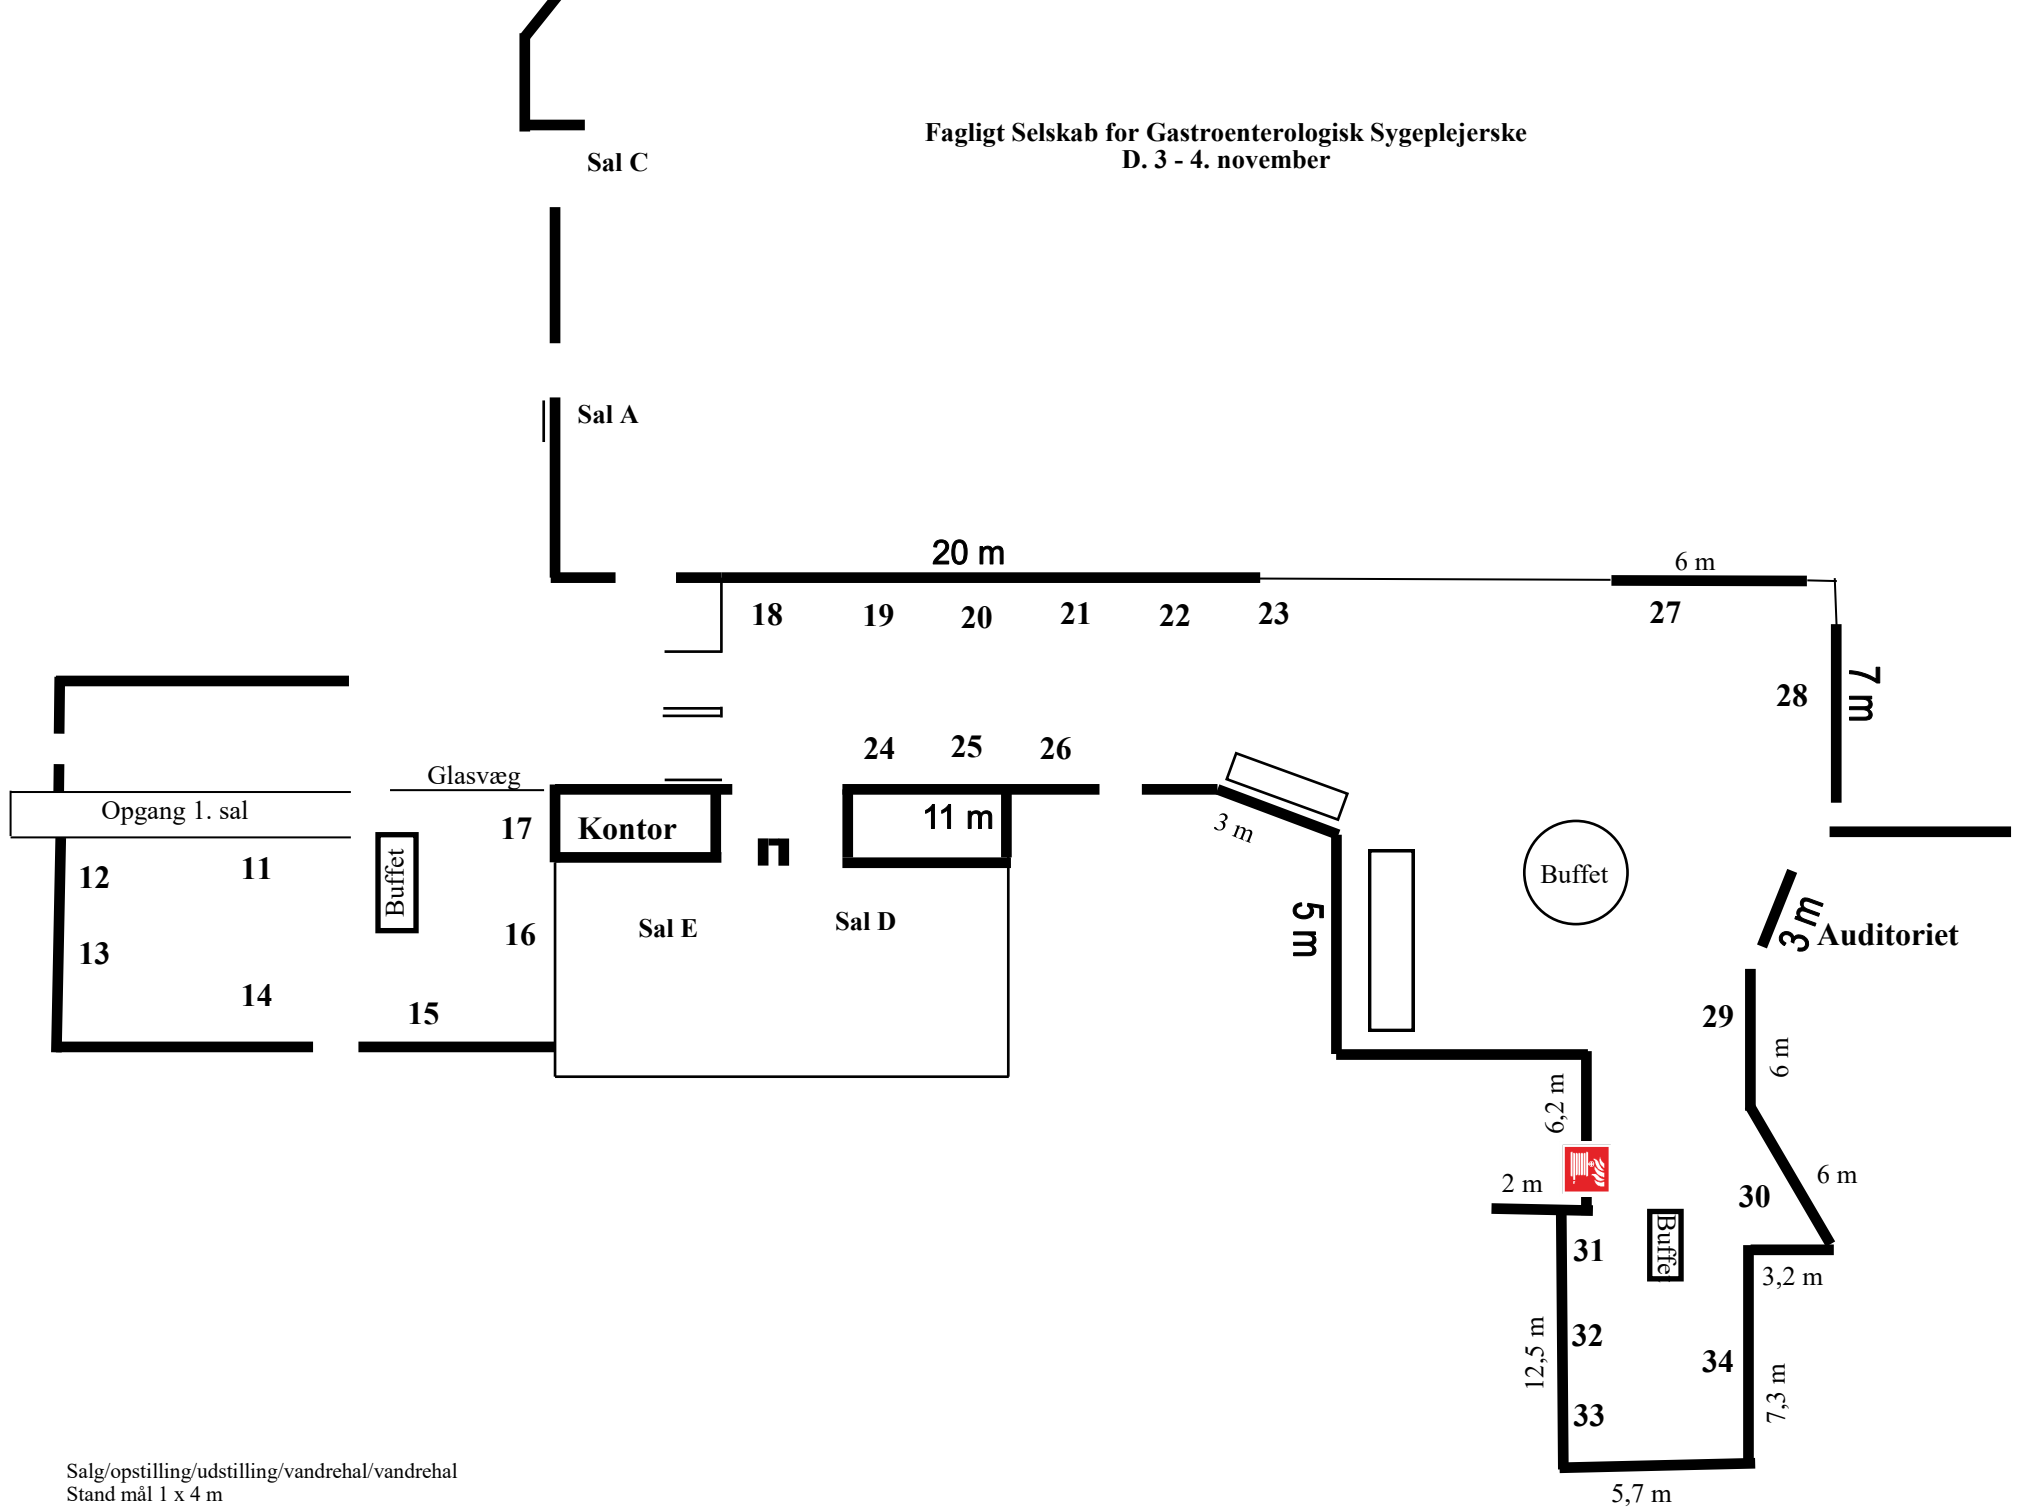 Fagligt Selskab for Gastroenterologisk Sygeplejerske
D. 3 - 4. november
Sal C
Sal A
20 m
6 m
18
19
20
21
22
23
27
28
7 m
24
25
26
Glasvæg
Opgang 1. sal
17
Kontor
11 m
3 m
12
11
Buffet
13
16
14
15
Sal E
Sal D
5 m
Buffet
3 m
Auditoriet
29
6 m
6,2 m
2 m
30
6 m
31
Buffe
3,2 m
12,5 m
32
34
7,3 m
33
5,7 m
Salg/opstilling/udstilling/vandrehal/vandrehal
Stand mål 1 x 4 m